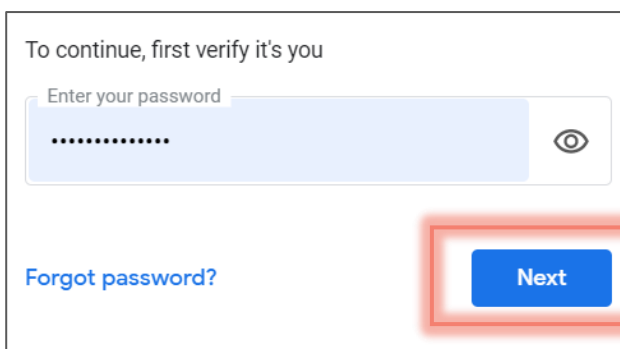 To continue, first verify it's you
Enter your password
••••••••••••••
Forgot password?
Next